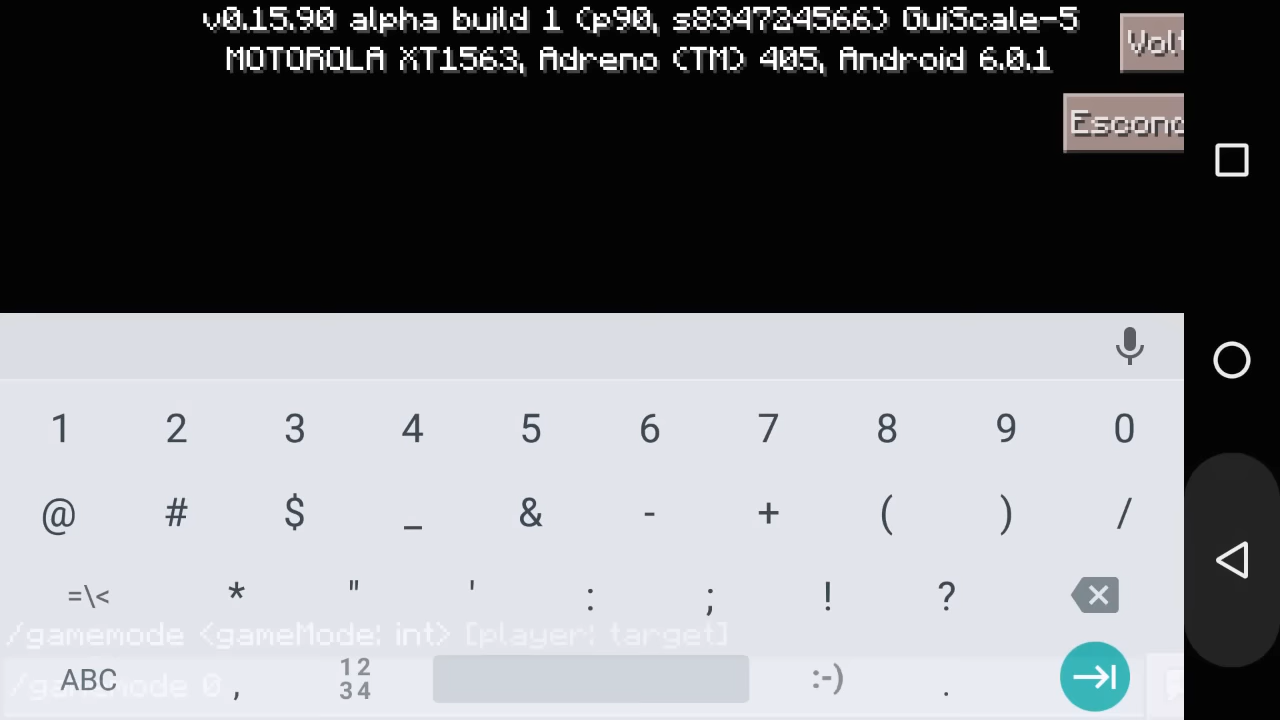 v0.15.90 alpha build 1 (p90, s834724566) GuiScale-5
MOTOROLA XT1563, Adreno (TM) 405, Android 6.0.1
Volt
Escond
1 2 3 4 5 6 7 8 9 0
@ # $ _ & - + ( ) /
=\< * " ' : ; ! ?
/gamemode <gameMode: int> [player: target]
ABC , 12 34 :-) .
/gamemode 0